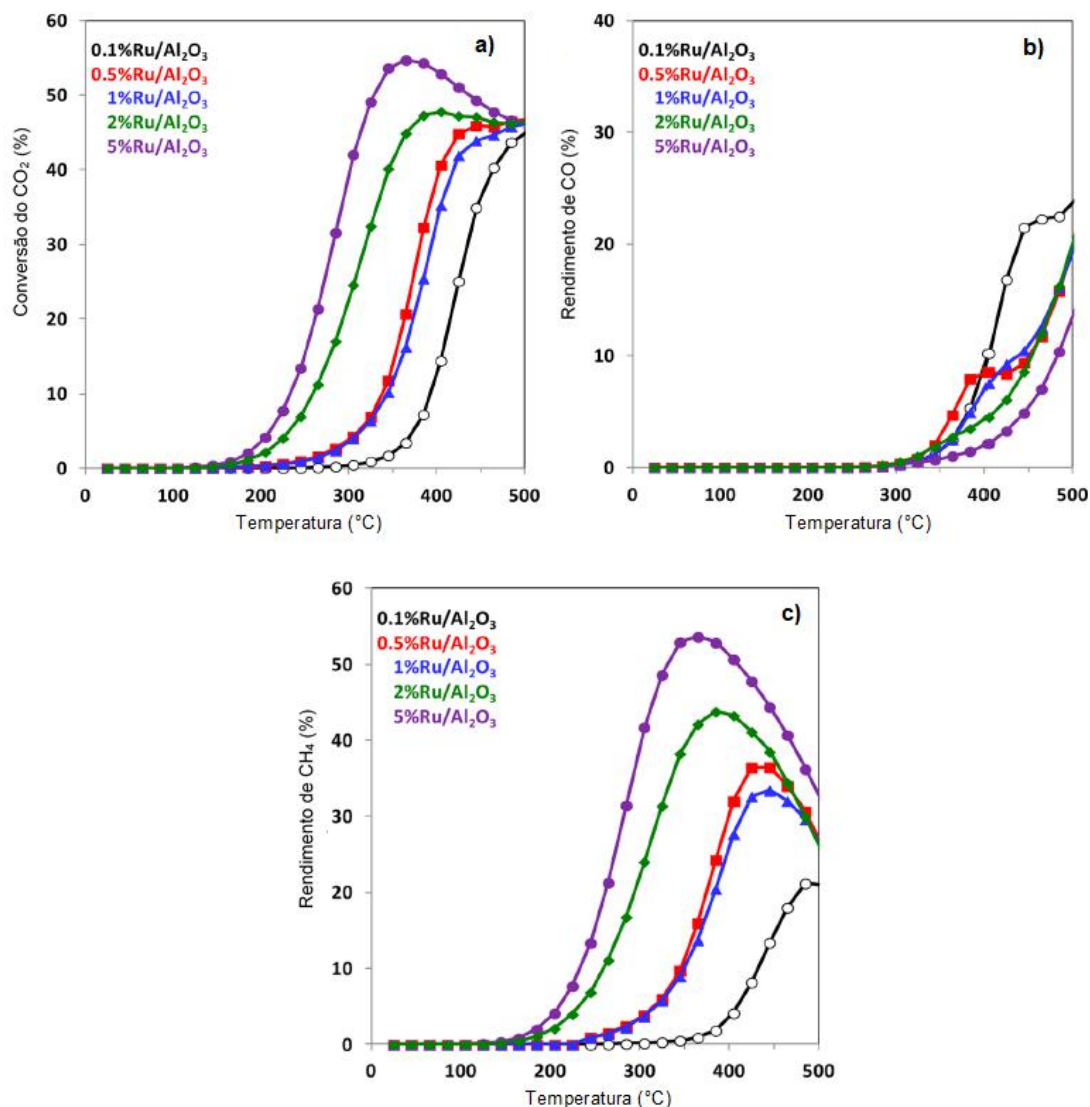 a)
0.1%Ru/Al₂O₃
0.5%Ru/Al₂O₃
1%Ru/Al₂O₃
2%Ru/Al₂O₃
5%Ru/Al₂O₃
Conversão do CO₂ (%)
60
50
40
30
20
10
0
0 100 200 300 400 500
Temperatura (°C)
b)
0.1%Ru/Al₂O₃
0.5%Ru/Al₂O₃
1%Ru/Al₂O₃
2%Ru/Al₂O₃
5%Ru/Al₂O₃
Rendimento de CO (%)
40
30
20
10
0
0 100 200 300 400 500
Temperatura (°C)
c)
0.1%Ru/Al₂O₃
0.5%Ru/Al₂O₃
1%Ru/Al₂O₃
2%Ru/Al₂O₃
5%Ru/Al₂O₃
Rendimento de CH₄ (%)
60
50
40
30
20
10
0
0 100 200 300 400 500
Temperatura (°C)